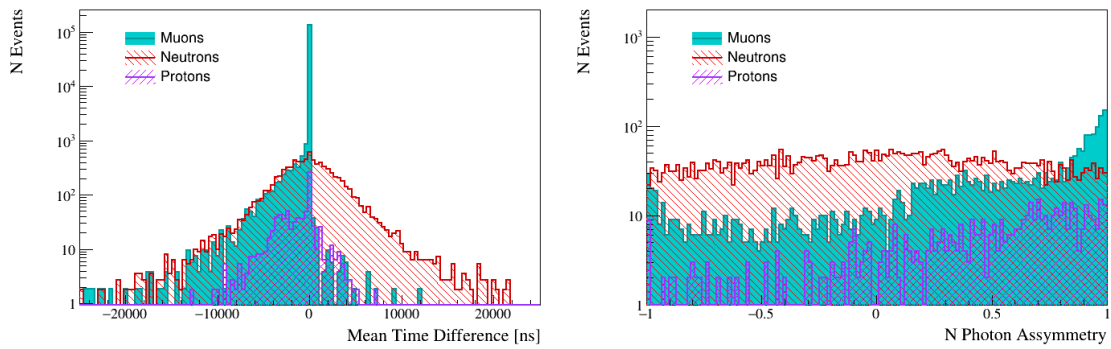 N Events
10^5
10^4
10^3
10^2
10
1
Muons
Neutrons
Protons
−20000 −10000 0 10000 20000
Mean Time Difference [ns]
N Events
10^3
10^2
10
1
Muons
Neutrons
Protons
−1 −0.5 0 0.5 1
N Photon Assymmetry